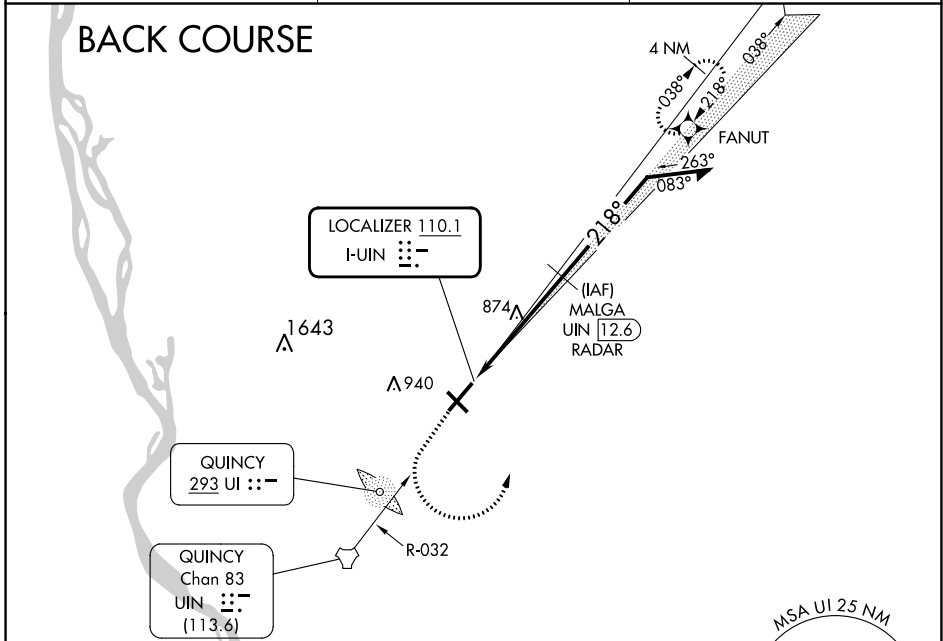 BACK COURSE
4 NM
038°
038°
218°
FANUT
263°
083°
218°
LOCALIZER 110.1
I-UIN
(IAF)
MALGA
UIN 12.6
RADAR
874
1643
940
QUINCY
293 UI
R-032
QUINCY
Chan 83
UIN
(113.6)
MSA UI 25 NM